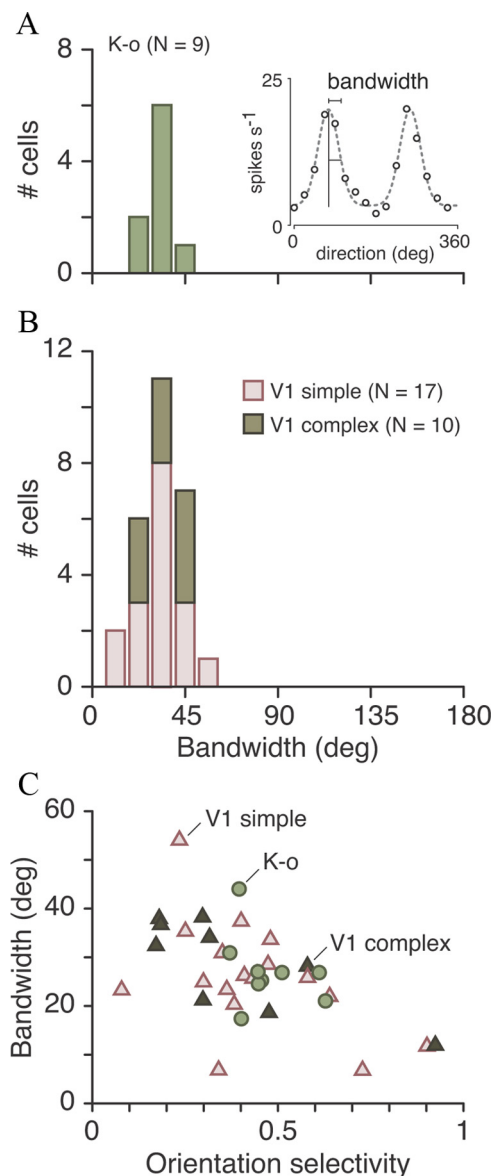 A
8
K-o (N = 9)
4
0
# cells
25
bandwidth
spikes s-1
0
0
360
direction (deg)
B
12
V1 simple (N = 17)
V1 complex (N = 10)
8
4
0
# cells
0
45
90
135
180
Bandwidth (deg)
C
60
V1 simple
K-o
40
V1 complex
20
0
Bandwidth (deg)
0
0.5
1
Orientation selectivity